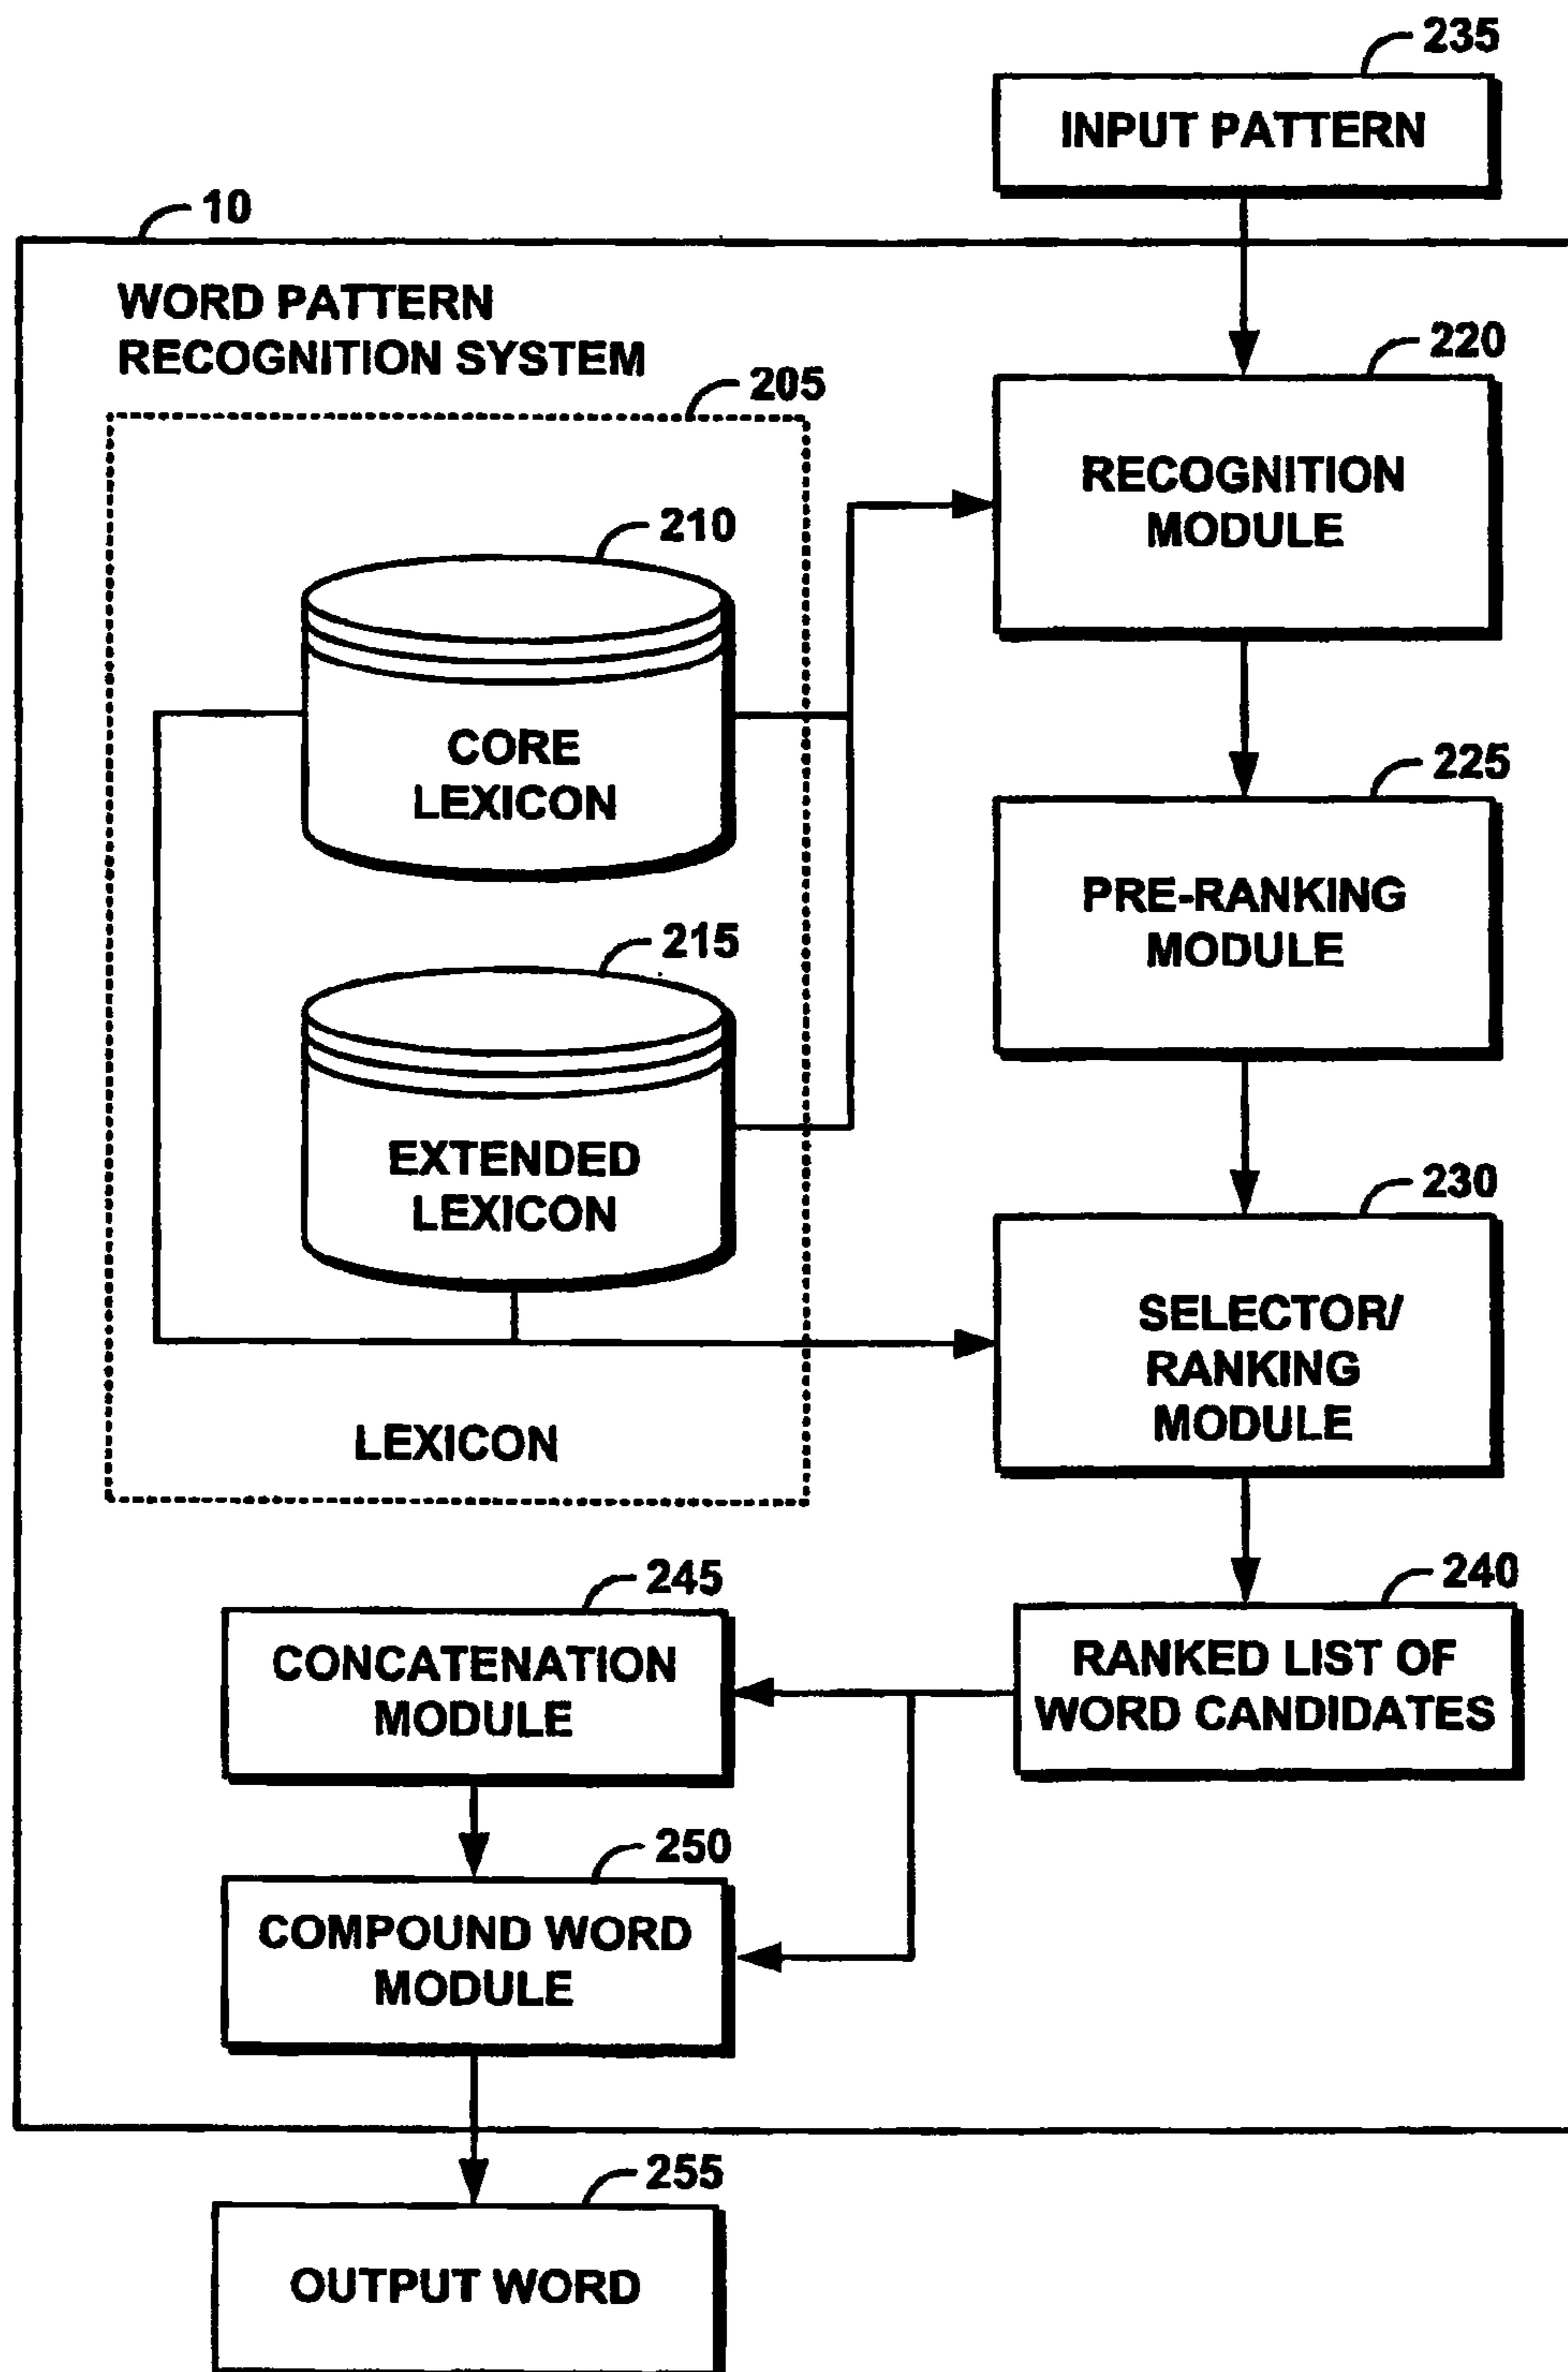 235
INPUT PATTERN
10
WORD PATTERN
RECOGNITION SYSTEM
205
220
RECOGNITION
MODULE
210
CORE
LEXICON
225
PRE-RANKING
MODULE
215
EXTENDED
LEXICON
230
SELECTOR/
RANKING
MODULE
LEXICON
245
CONCATENATION
MODULE
240
RANKED LIST OF
WORD CANDIDATES
250
COMPOUND WORD
MODULE
255
OUTPUT WORD